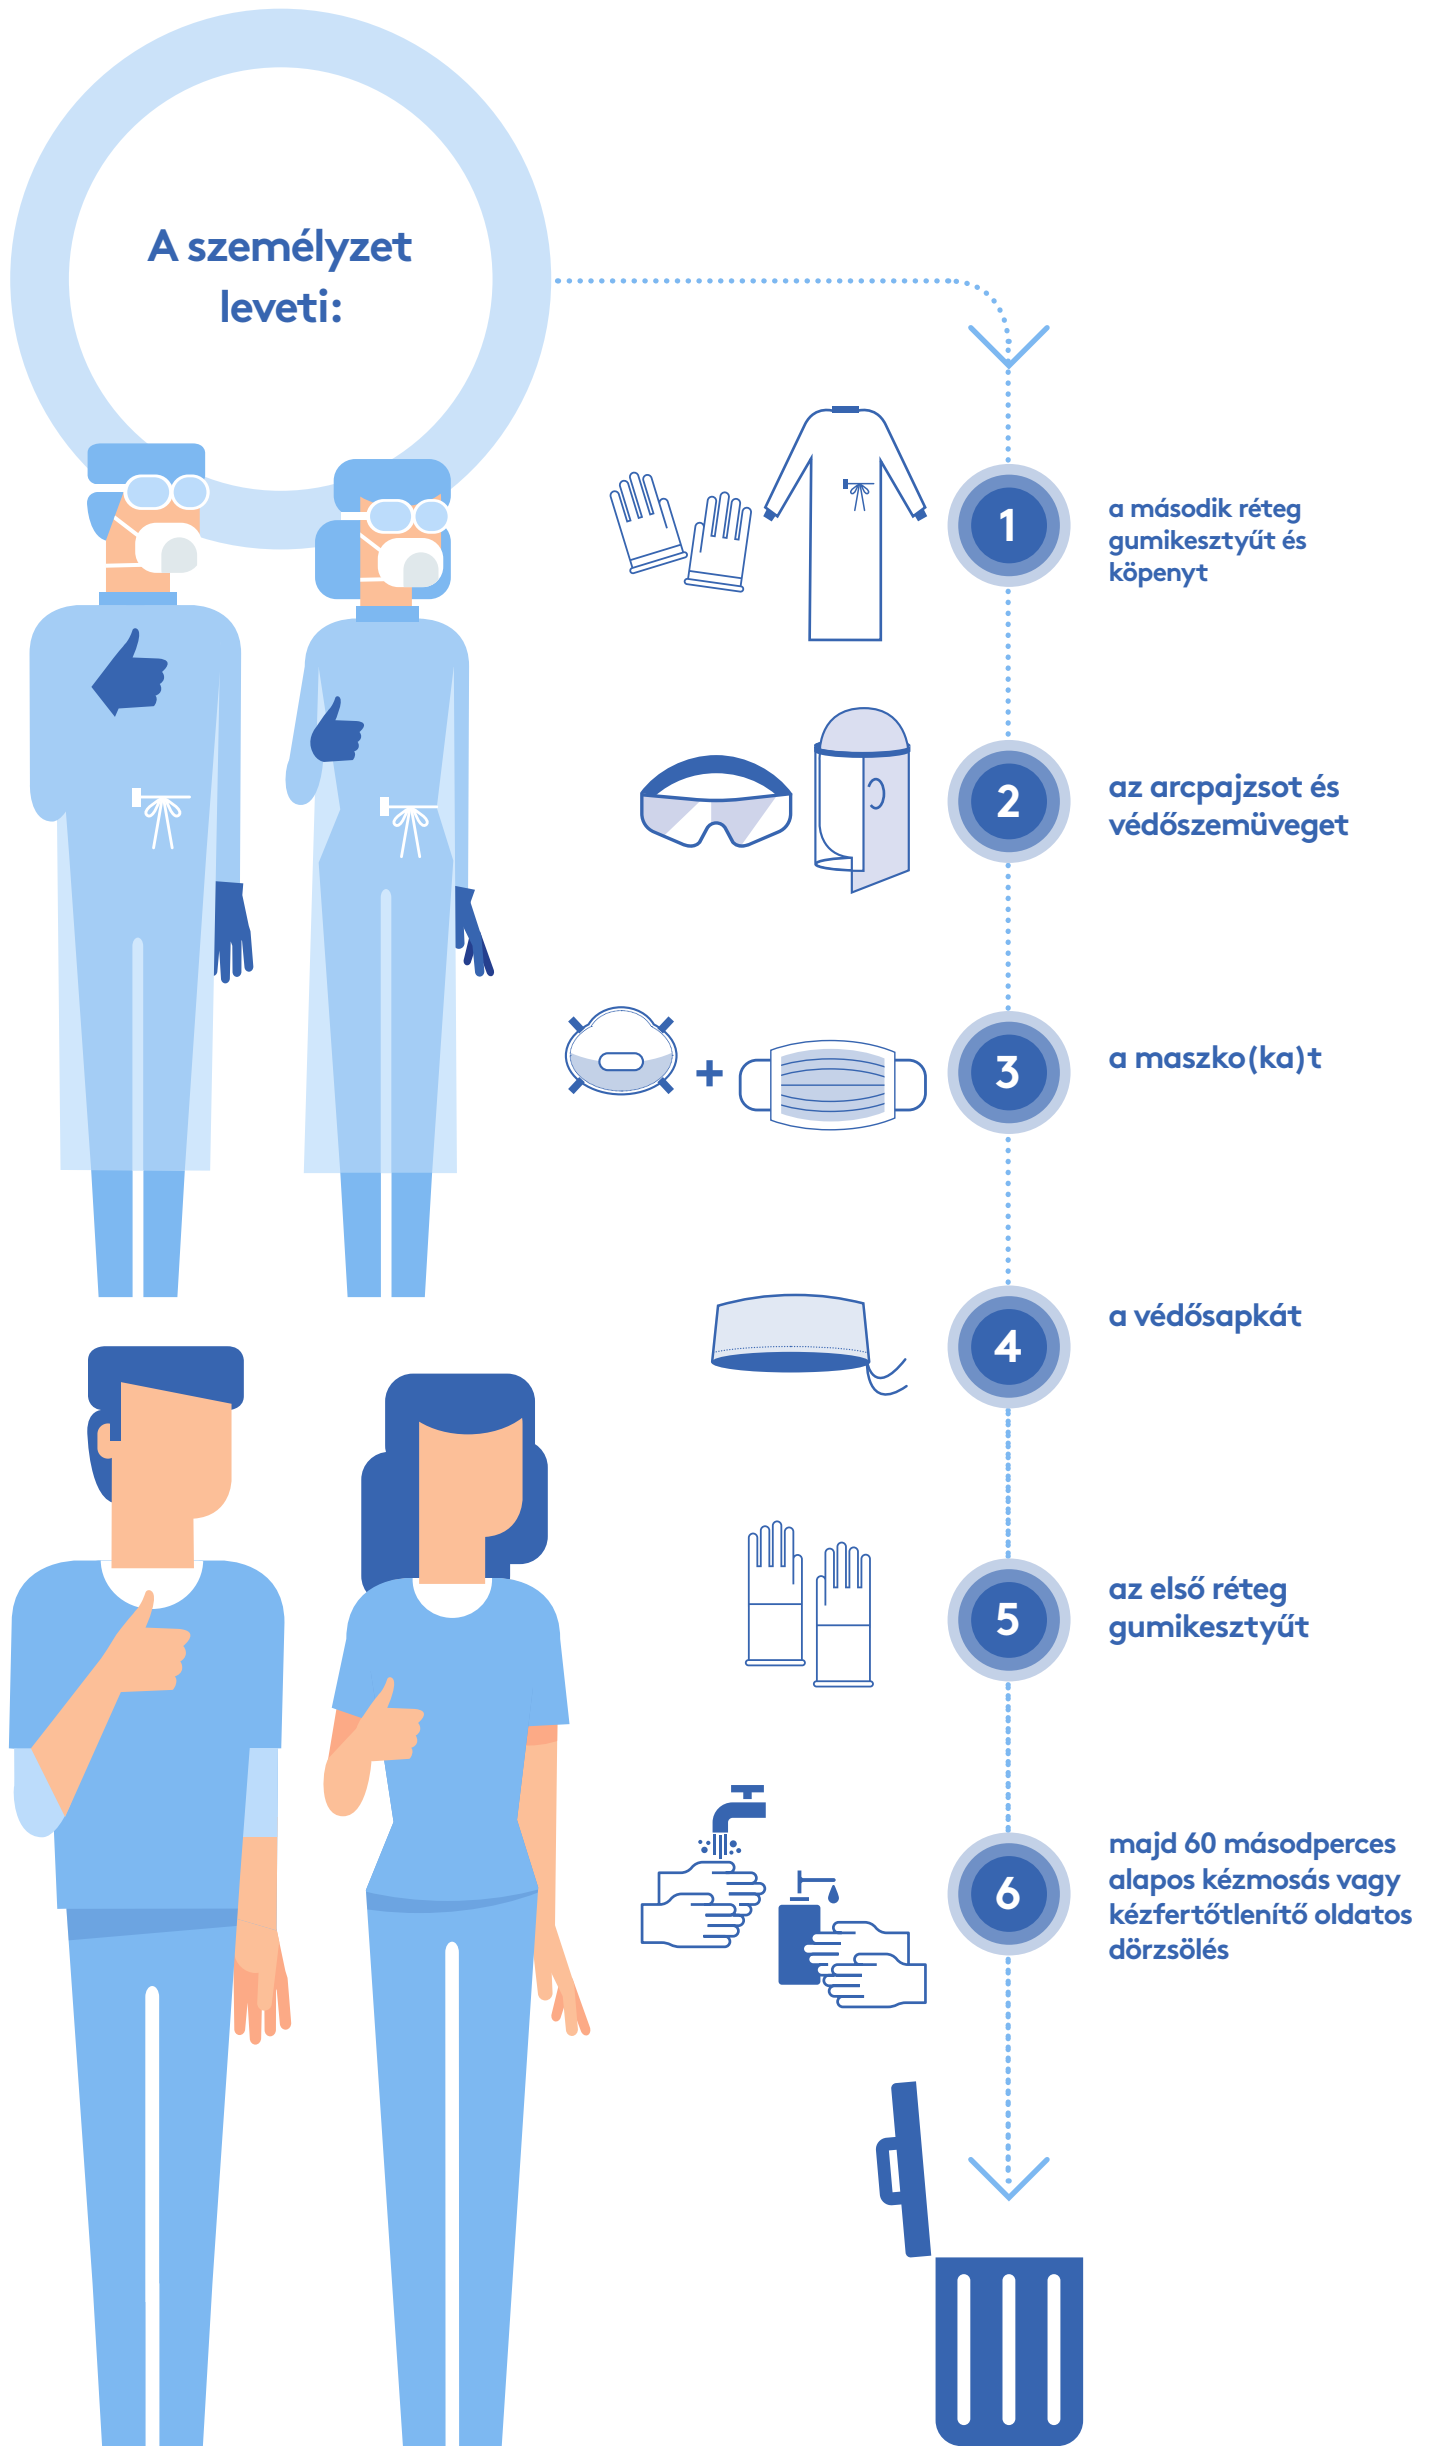 A személyzet
leveti:
1
a második réteg
gumikesztyűt és
köpenyt
2
az arcpajzsot és
védőszemüveget
3
a maszko(ka)t
4
a védősapkát
5
az első réteg
gumikesztyűt
6
majd 60 másodperces
alapos kézmosás vagy
kézfertőtlenítő oldatos
dörzsölés